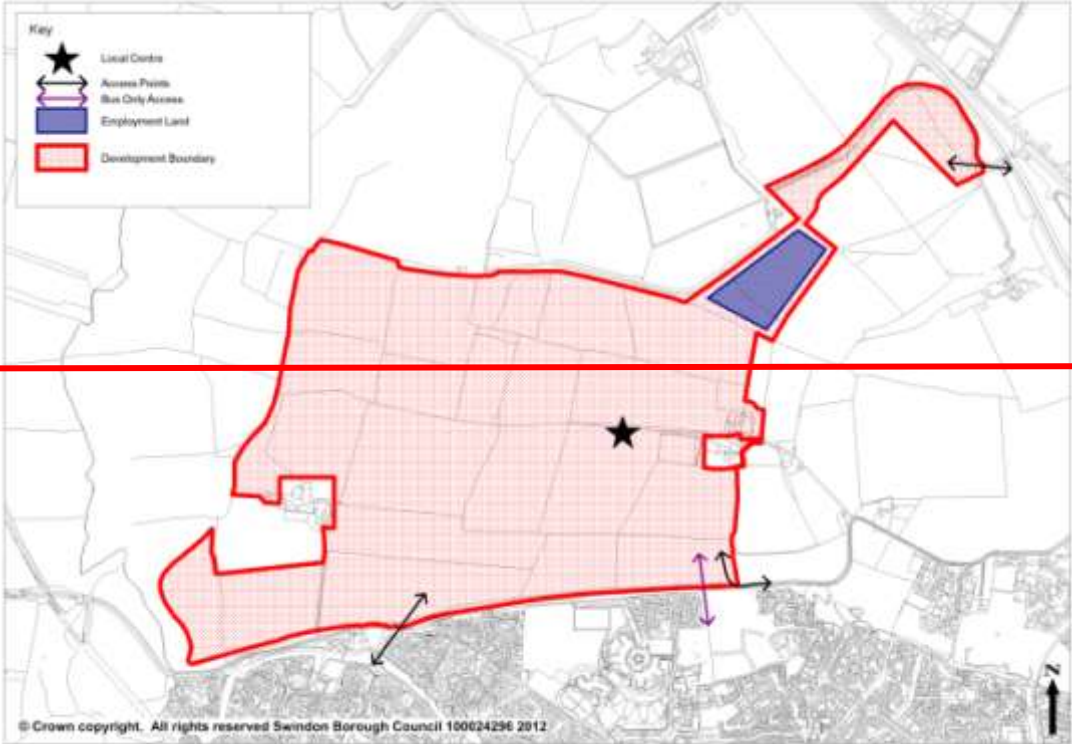 Key
Local Centre
Access Points
Bus Only Access
Employment Land
Development Boundary
N
© Crown copyright. All rights reserved Swindon Borough Council 100024296 2012